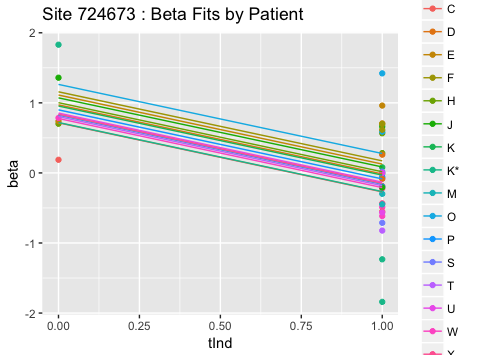 Site 724673 : Beta Fits by Patient
beta
2
1
0
-1
-2
0.00 0.25 0.50 0.75 1.00
tInd
C
D
E
F
H
J
K
K*
M
O
P
S
T
U
W